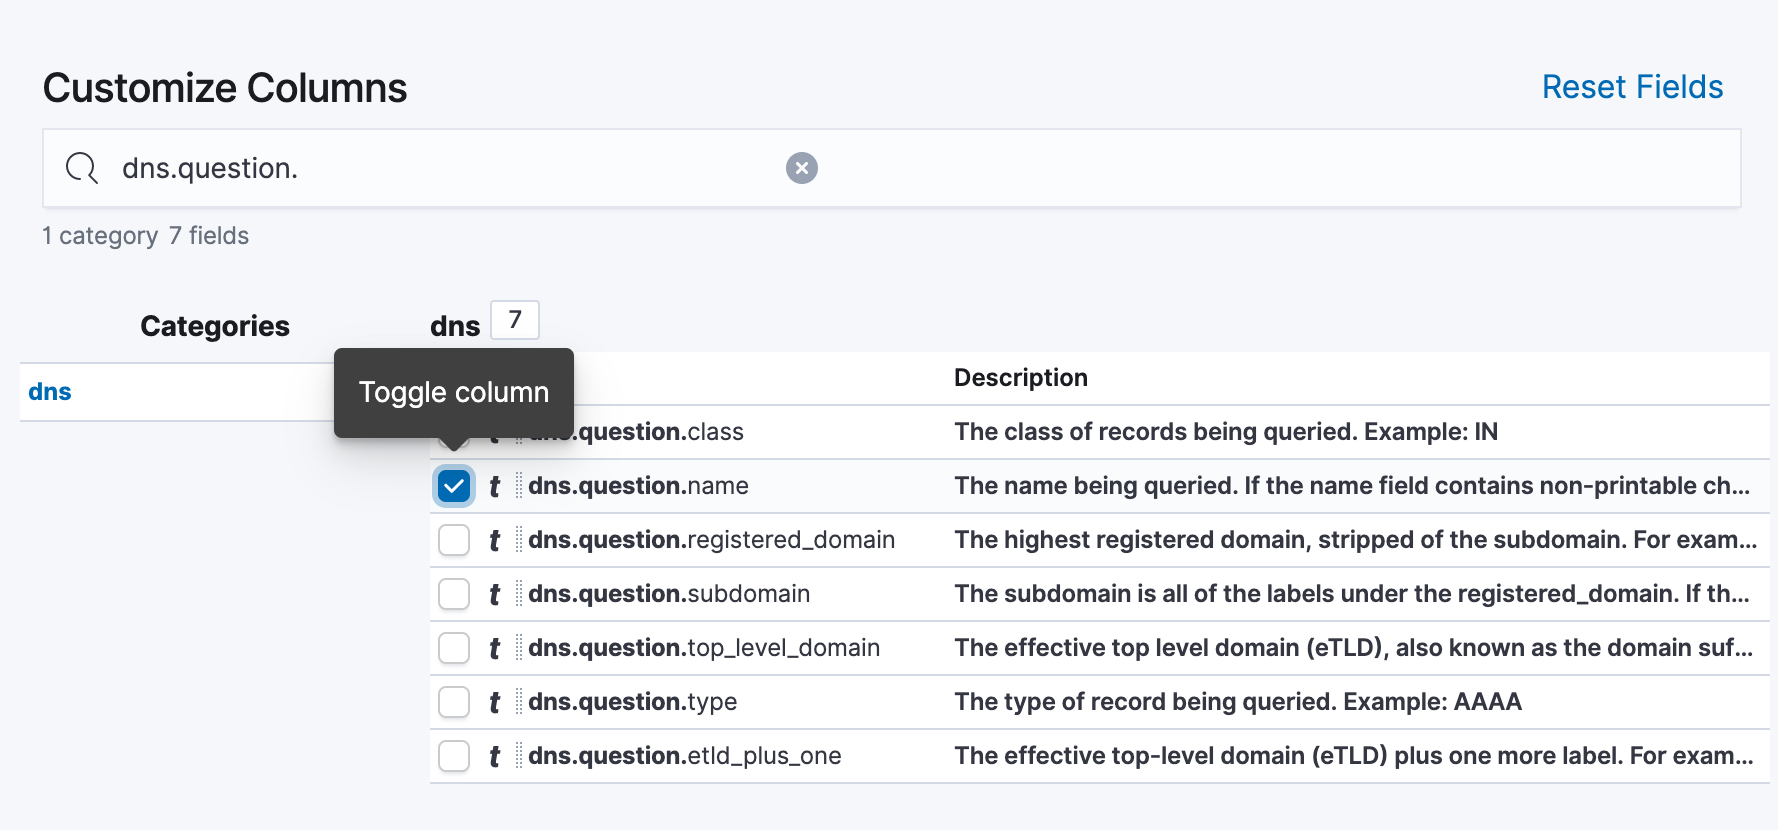 Customize Columns
Reset Fields
dns.question.
1 category 7 fields
Categories
dns 7
dns
Toggle column
Description
dns.question.class The class of records being queried. Example: IN
t dns.question.name The name being queried. If the name field contains non-printable ch...
t dns.question.registered_domain The highest registered domain, stripped of the subdomain. For exam...
t dns.question.subdomain The subdomain is all of the labels under the registered_domain. If th...
t dns.question.top_level_domain The effective top level domain (eTLD), also known as the domain suf...
t dns.question.type The type of record being queried. Example: AAAA
t dns.question.etld_plus_one The effective top-level domain (eTLD) plus one more label. For exam...